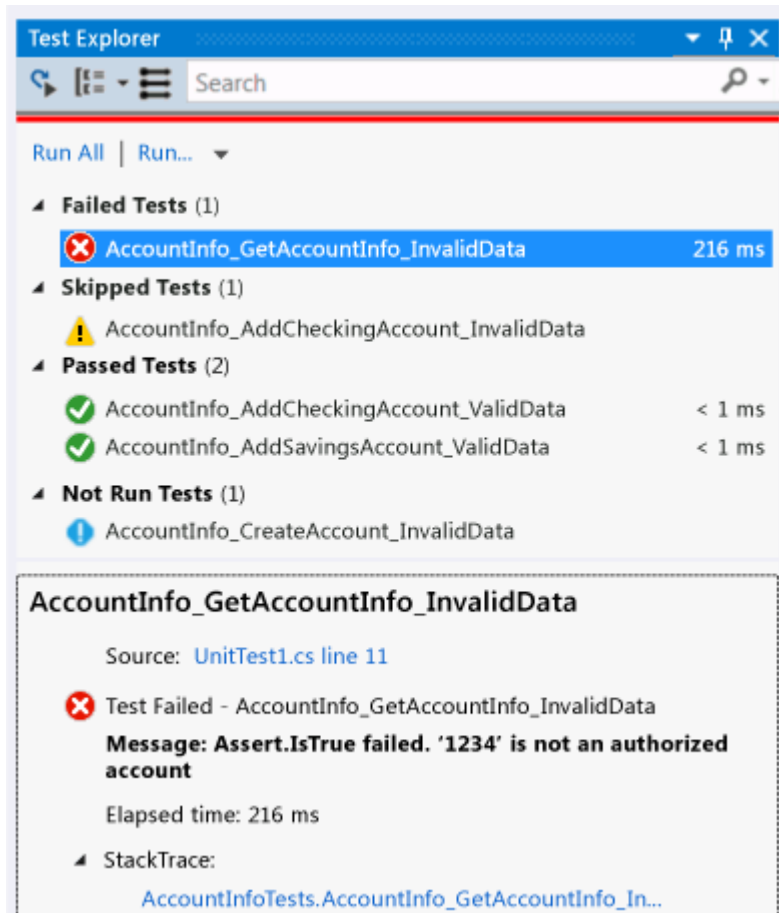 Test Explorer
Search
Run All | Run...
Failed Tests (1)
AccountInfo_GetAccountInfo_InvalidData 216 ms
Skipped Tests (1)
AccountInfo_AddCheckingAccount_InvalidData
Passed Tests (2)
AccountInfo_AddCheckingAccount_ValidData < 1 ms
AccountInfo_AddSavingsAccount_ValidData < 1 ms
Not Run Tests (1)
AccountInfo_CreateAccount_InvalidData
AccountInfo_GetAccountInfo_InvalidData
Source: UnitTest1.cs line 11
Test Failed - AccountInfo_GetAccountInfo_InvalidData
Message: Assert.IsTrue failed. ‘1234’ is not an authorized
account
Elapsed time: 216 ms
StackTrace:
AccountInfoTests.AccountInfo_GetAccountInfo_In...